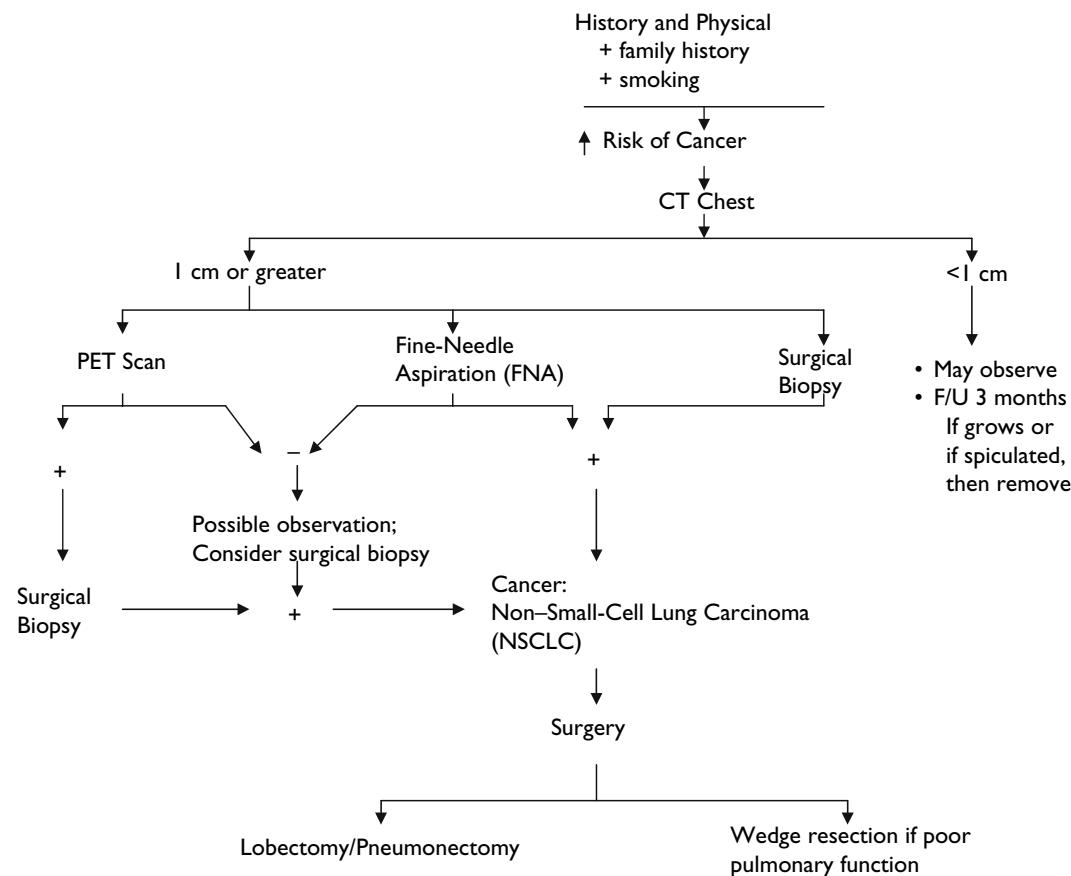 History and Physical
+ family history
+ smoking
Risk of Cancer
CT Chest
1 cm or greater
<1 cm
PET Scan
Fine-Needle
Aspiration (FNA)
Surgical
Biopsy
• May observe
• F/U 3 months
If grows or
if spiculated,
then remove
+
–
+
Possible observation;
Consider surgical biopsy
Surgical
Biopsy
+
Cancer:
Non–Small-Cell Lung Carcinoma
(NSCLC)
Surgery
Lobectomy/Pneumonectomy
Wedge resection if poor
pulmonary function